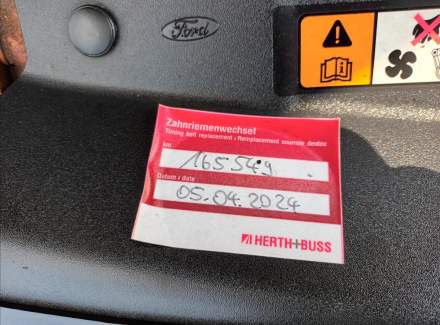 Ford
Zahnriemenwechsel
Timing belt replacement / Remplacement courroie dentée
km
165549
Datum / date
05.04.2024
HERTH+BUSS